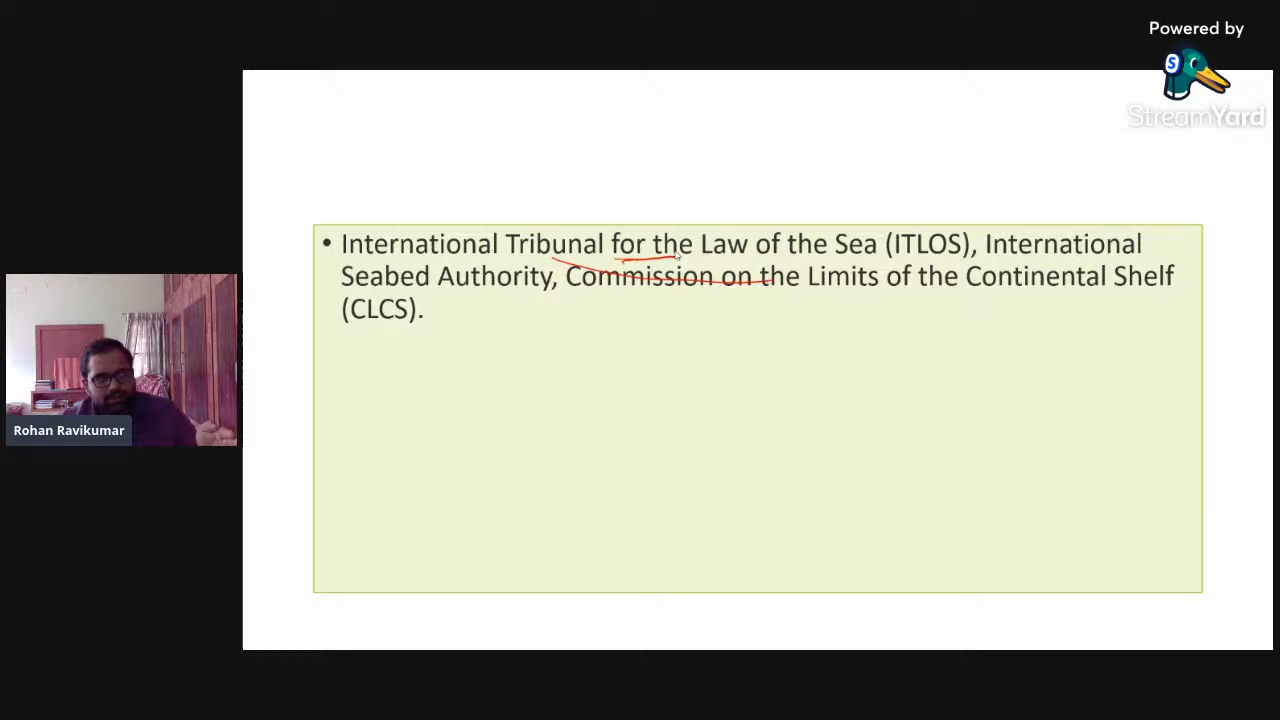 Powered by
StreamYard
• International Tribunal for the Law of the Sea (ITLOS), International
Seabed Authority, Commission on the Limits of the Continental Shelf
(CLCS).
Rohan Ravikumar